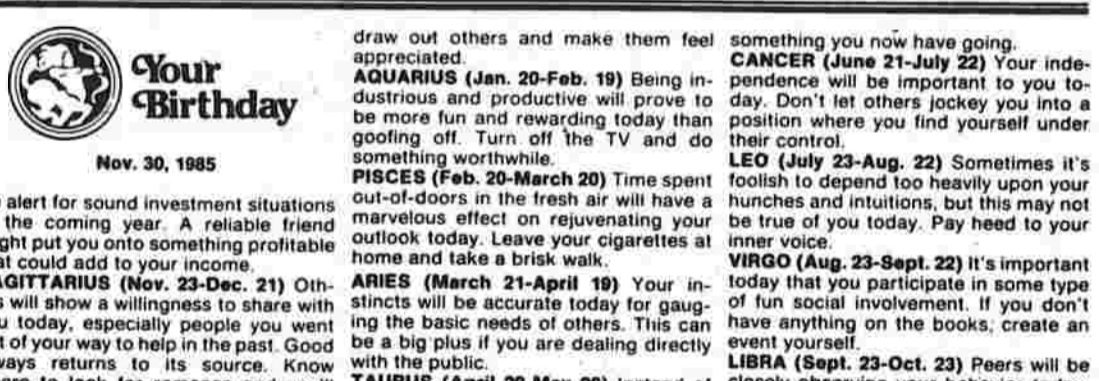 Your
Birthday
Nov. 30, 1985
alert for sound investment situations
the coming year. A reliable friend
put you onto something profitable
could add to your income.
(Nov. 23-Dec. 21) Oth-
will show a willingness to share with
today, especially people you went
of your way to help in the past. Good
returns to its source. Know
draw out others and make them feel
appreciated.
AQUARIUS (Jan. 20-Feb. 19) Being in-
dustrious and productive will prove to
be more fun and rewarding today than
goofing off. Turn off the TV and do
something worthwhile.
PISCES (Feb. 20-March 20) Time spent
out-of-doors in the fresh air will have a
marvelous effect on rejuvenating your
outlook today. Leave your cigarettes at
home and take a brisk walk.
ARIES (March 21-April 19) Your in-
stincts will be accurate today for gaug-
ing the basic needs of others. This can
be a big plus if you are dealing directly
with the public.
something you now have going.
CANCER (June 21-July 22) Your inde-
pendence will be important to you to-
day. Don't let others jockey you into a
position where you find yourself under
their control.
LEO (July 23-Aug. 22) Sometimes it's
foolish to depend too heavily upon your
hunches and intuitions, but this may not
be true of you today. Pay heed to your
inner voice.
VIRGO (Aug. 23-Sept. 22) It's important
today that you participate in some type
of fun social involvement. If you don't
have anything on the books, create an
event yourself.
LIBRA (Sept. 23-Oct. 23) Peers will be